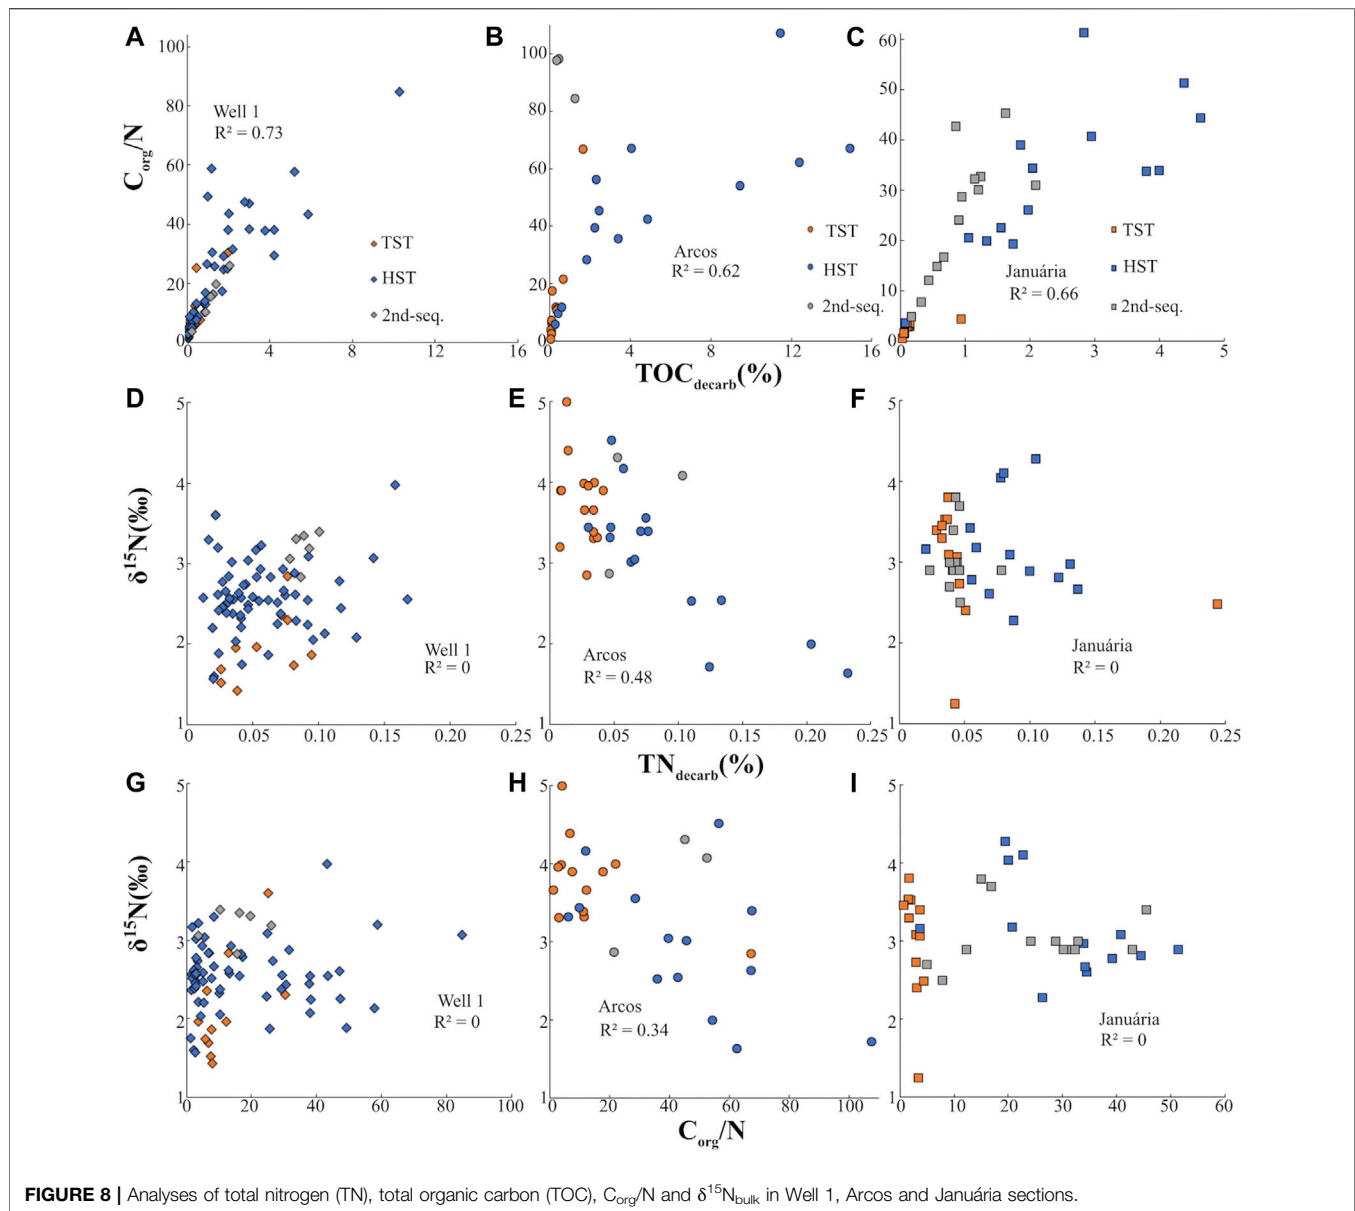 A
B
C
C_org/N
100
80
60
40
20
0
0
4
8
12
16
Well 1
R² = 0.73
TST
HST
2nd-seq.
100
80
60
40
20
0
0
4
8
12
16
Arcos
R² = 0.62
TST
HST
2nd-seq.
60
50
40
30
20
10
0
0
1
2
3
4
5
Januária
R² = 0.66
TST
HST
2nd-seq.
TOC_decarb(%)
D
E
F
δ¹⁵N(‰)
5
4
3
2
1
0
0.05
0.10
0.15
0.20
0.25
Well 1
R² = 0
5
4
3
2
1
0
0.05
0.10
0.15
0.20
0.25
Arcos
R² = 0.48
5
4
3
2
1
0
0.05
0.10
0.15
0.20
0.25
Januária
R² = 0
TN_decarb(%)
G
H
I
δ¹⁵N(‰)
5
4
3
2
1
0
20
40
60
80
100
Well 1
R² = 0
5
4
3
2
1
0
20
40
60
80
100
Arcos
R² = 0.34
5
4
3
2
1
0
10
20
30
40
50
60
Januária
R² = 0
C_org/N
FIGURE 8 | Analyses of total nitrogen (TN), total organic carbon (TOC), C_org/N and δ¹⁵N_bulk in Well 1, Arcos and Januária sections.